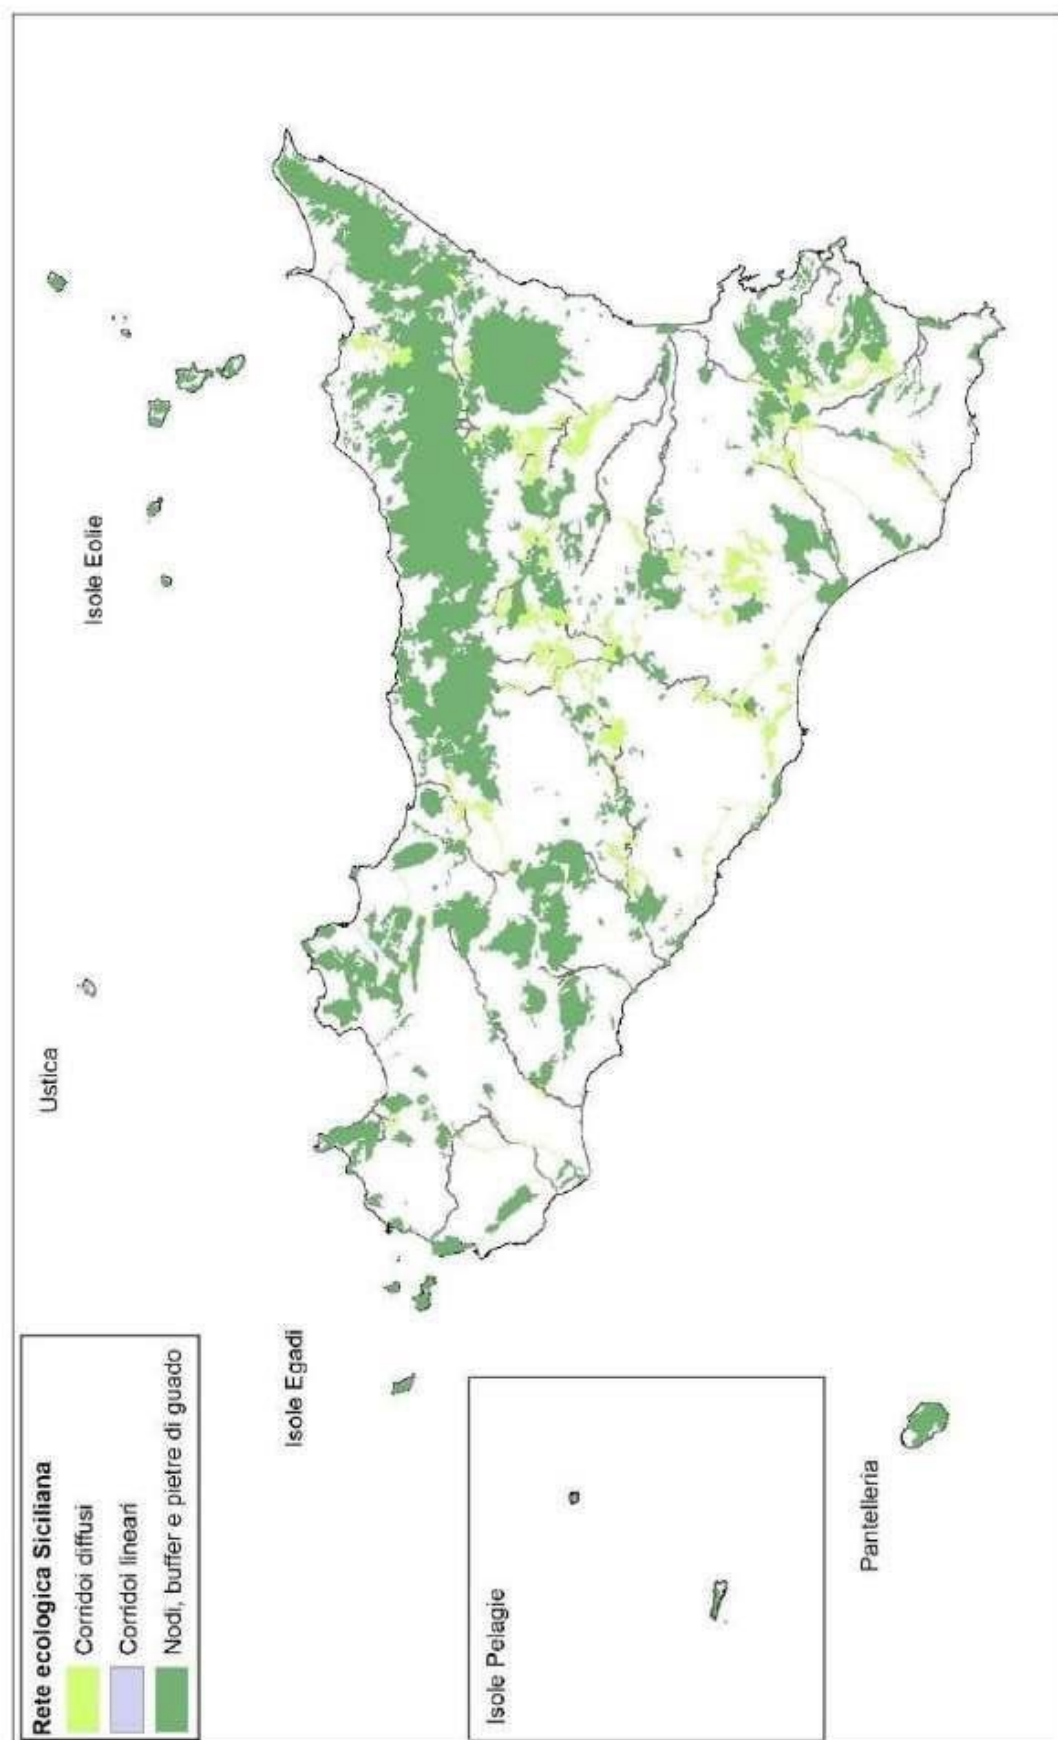 Rete ecologica Siciliana
Corridoi diffusi
Corridoi lineari
Nodi, buffer e pietre di guado
Ustica
Isole Eolie
Isole Egadi
Isole Pelagie
Pantelleria